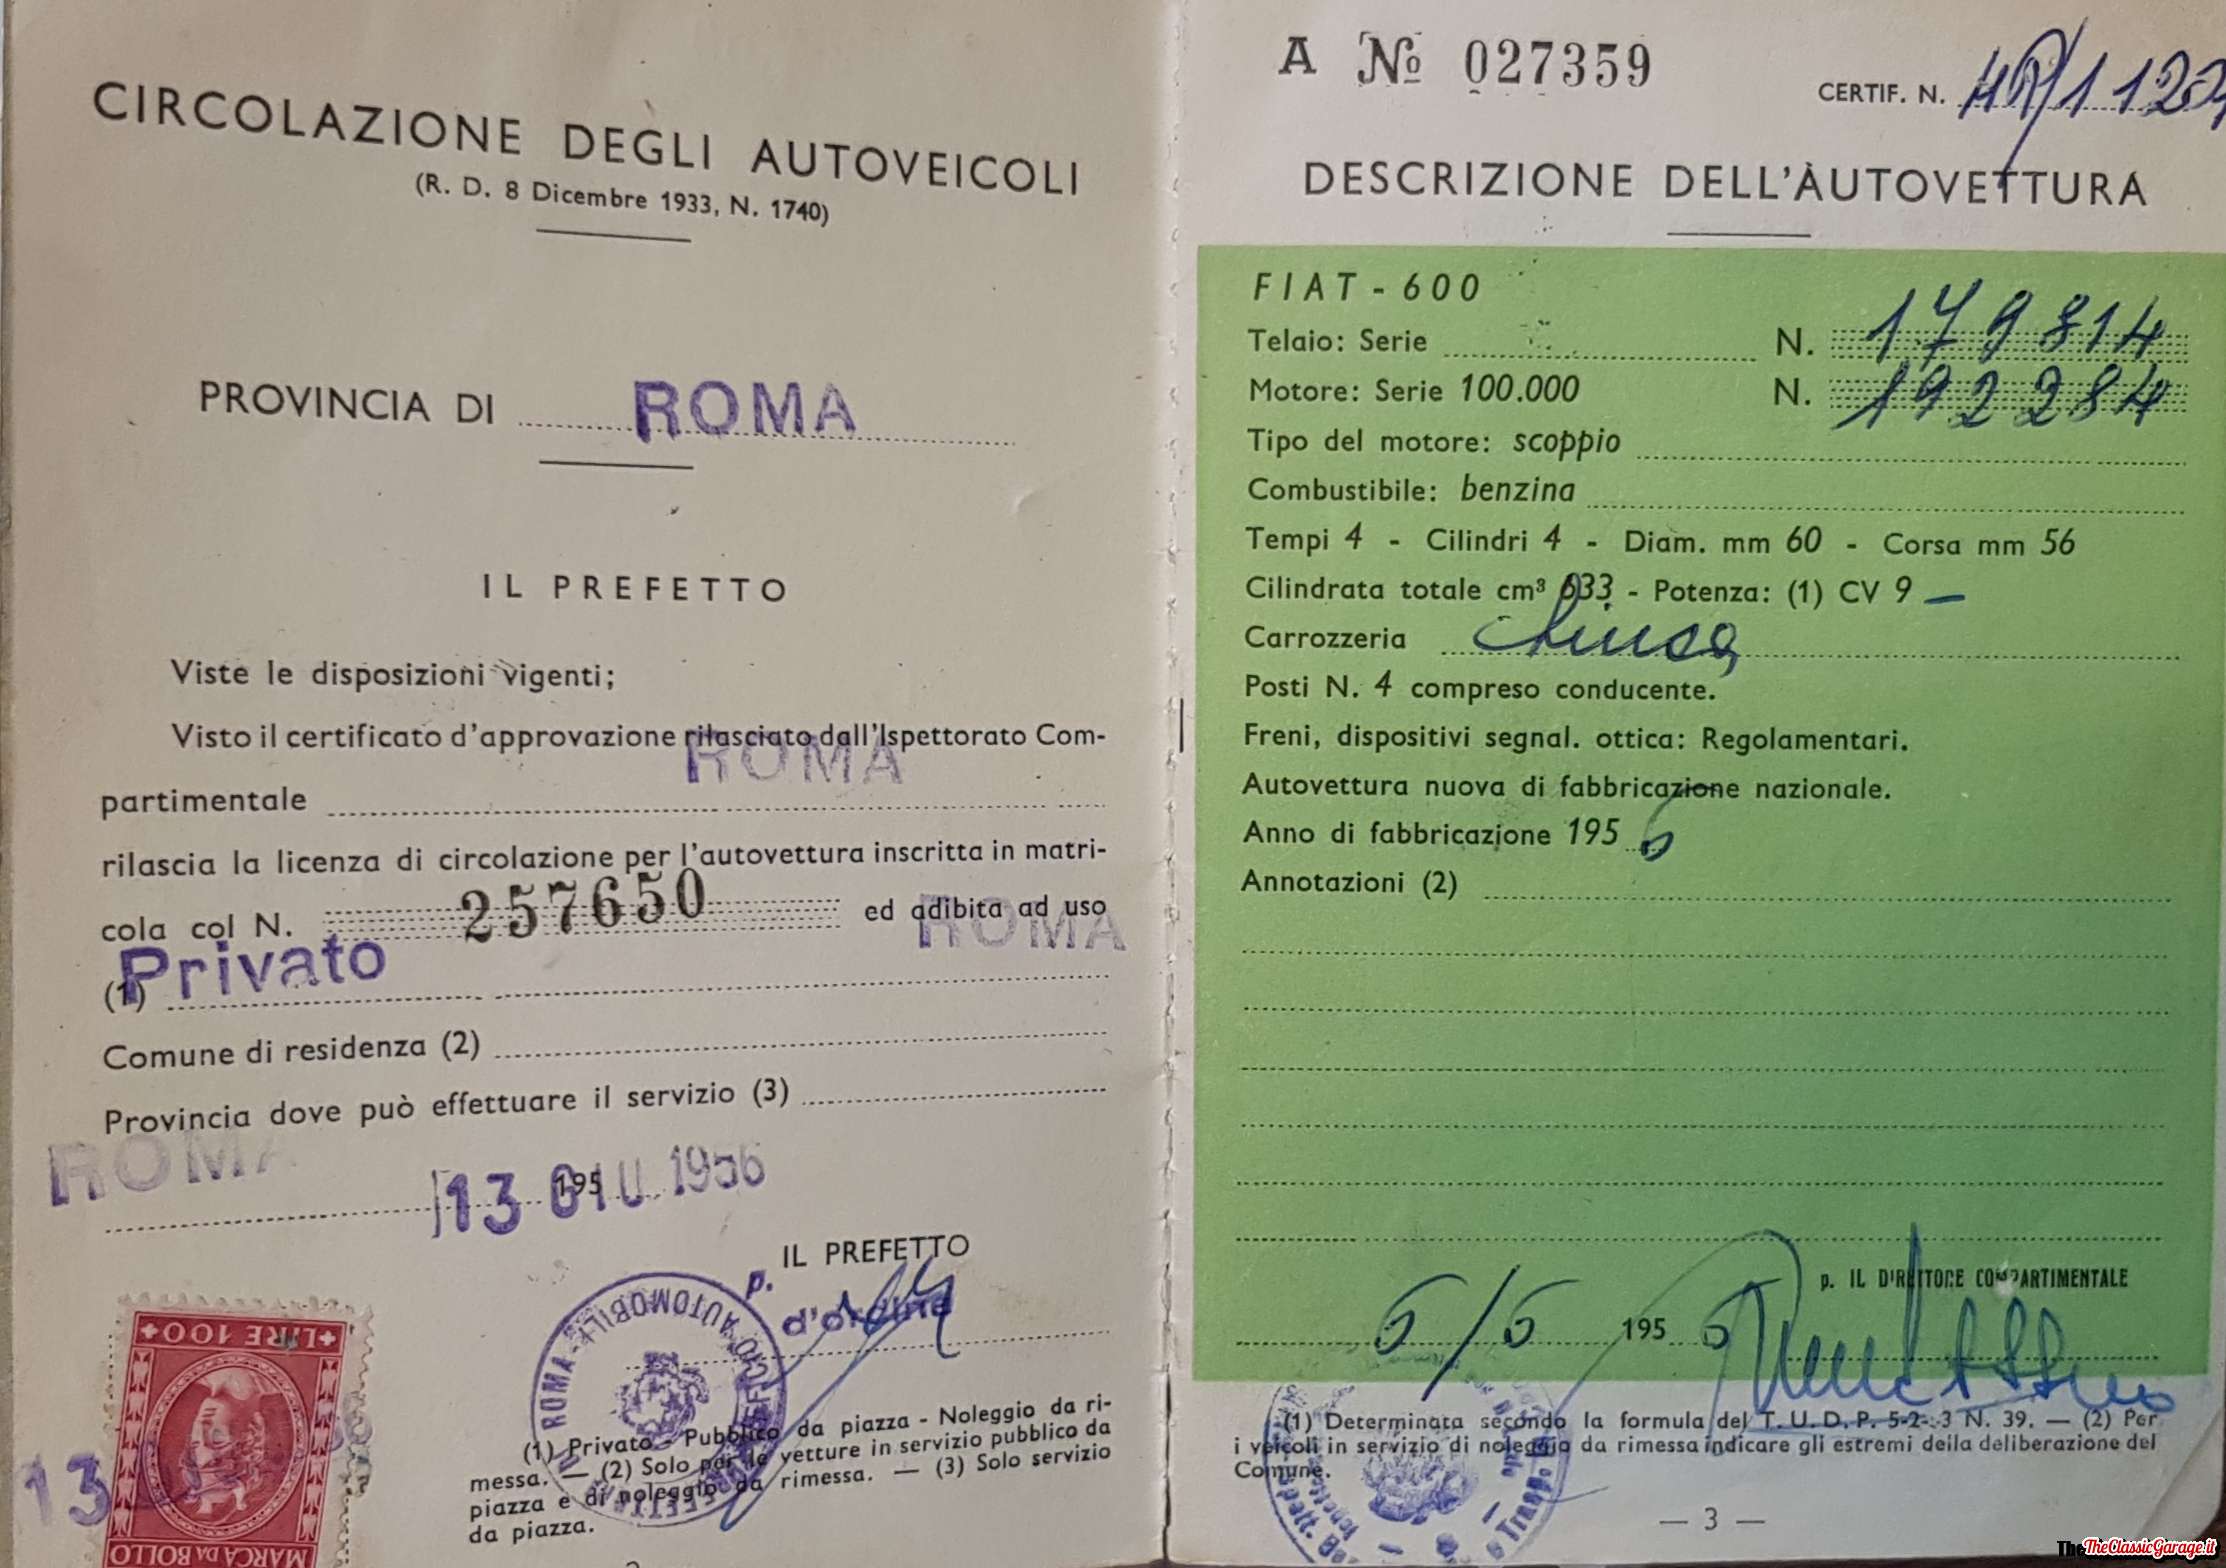 CIRCOLAZIONE DEGLI AUTOVEICOLI
(R. D. 8 Dicembre 1933, N. 1740)
PROVINCIA DI ROMA
IL PREFETTO
Viste le disposizioni vigenti;
Visto il certificato d'approvazione rilasciato dall'Ispettorato Com-
ROMA
partimentale
rilascia la licenza di circolazione per l'autovettura inscritta in matri-
cola col N. 257650 ed adibita ad uso
ROMA
(1) Privato
Comune di residenza (2)
Provincia dove può effettuare il servizio (3)
ROMA
195
13 GIU. 1956
IL PREFETTO
p.
d'ordine
LIRE 100
MARCA DA BOLLO
13
(1) Privato - Pubblico da piazza - Noleggio da ri-
messa. — (2) Solo per le vetture in servizio pubblico da
piazza e di noleggio da rimessa. — (3) Solo servizio
da piazza.
A Nº 027359
CERTIF. N.
DESCRIZIONE DELL'AUTOVETTURA
FIAT - 600
Telaio: Serie N. 179814
Motore: Serie 100.000 N. 192284
Tipo del motore: scoppio
Combustibile: benzina
Tempi 4 - Cilindri 4 - Diam. mm 60 - Corsa mm 56
Cilindrata totale cm³ 633 - Potenza: (1) CV 9 —
Carrozzeria chiusa
Posti N. 4 compreso conducente.
Freni, dispositivi segnal. ottica: Regolamentari.
Autovettura nuova di fabbricazione nazionale.
Anno di fabbricazione 1956
Annotazioni (2)
p. IL DIRETTORE COMPARTIMENTALE
6/6 1956
(1) Determinata secondo la formula del T. U. D. P. 5-2-.3 N. 39. — (2) Per
i veicoli in servizio di noleggio da rimessa indicare gli estremi della deliberazione del
Comune.
— 3 —
TheClassicGarage.it